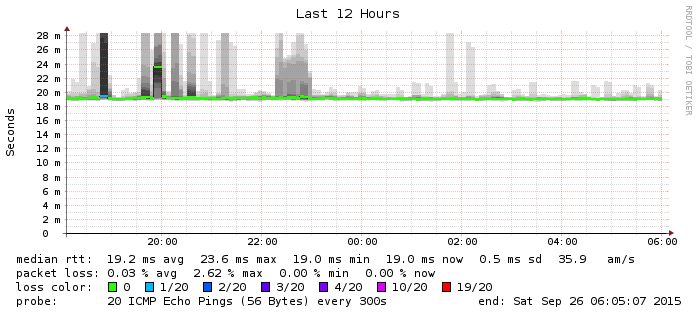 Last 12 Hours
RRDTOOL / TOBI OETIKER
Seconds
28 m
26 m
24 m
22 m
20 m
18 m
16 m
14 m
12 m
10 m
8 m
6 m
4 m
2 m
0
20:00 22:00 00:00 02:00 04:00 06:00
median rtt: 19.2 ms avg 23.6 ms max 19.0 ms min 19.0 ms now 0.5 ms sd 35.9 am/s
packet loss: 0.03 % avg 2.62 % max 0.00 % min 0.00 % now
loss color: 0 1/20 2/20 3/20 4/20 10/20 19/20
probe: 20 ICMP Echo Pings (56 Bytes) every 300s end: Sat Sep 26 06:05:07 2015